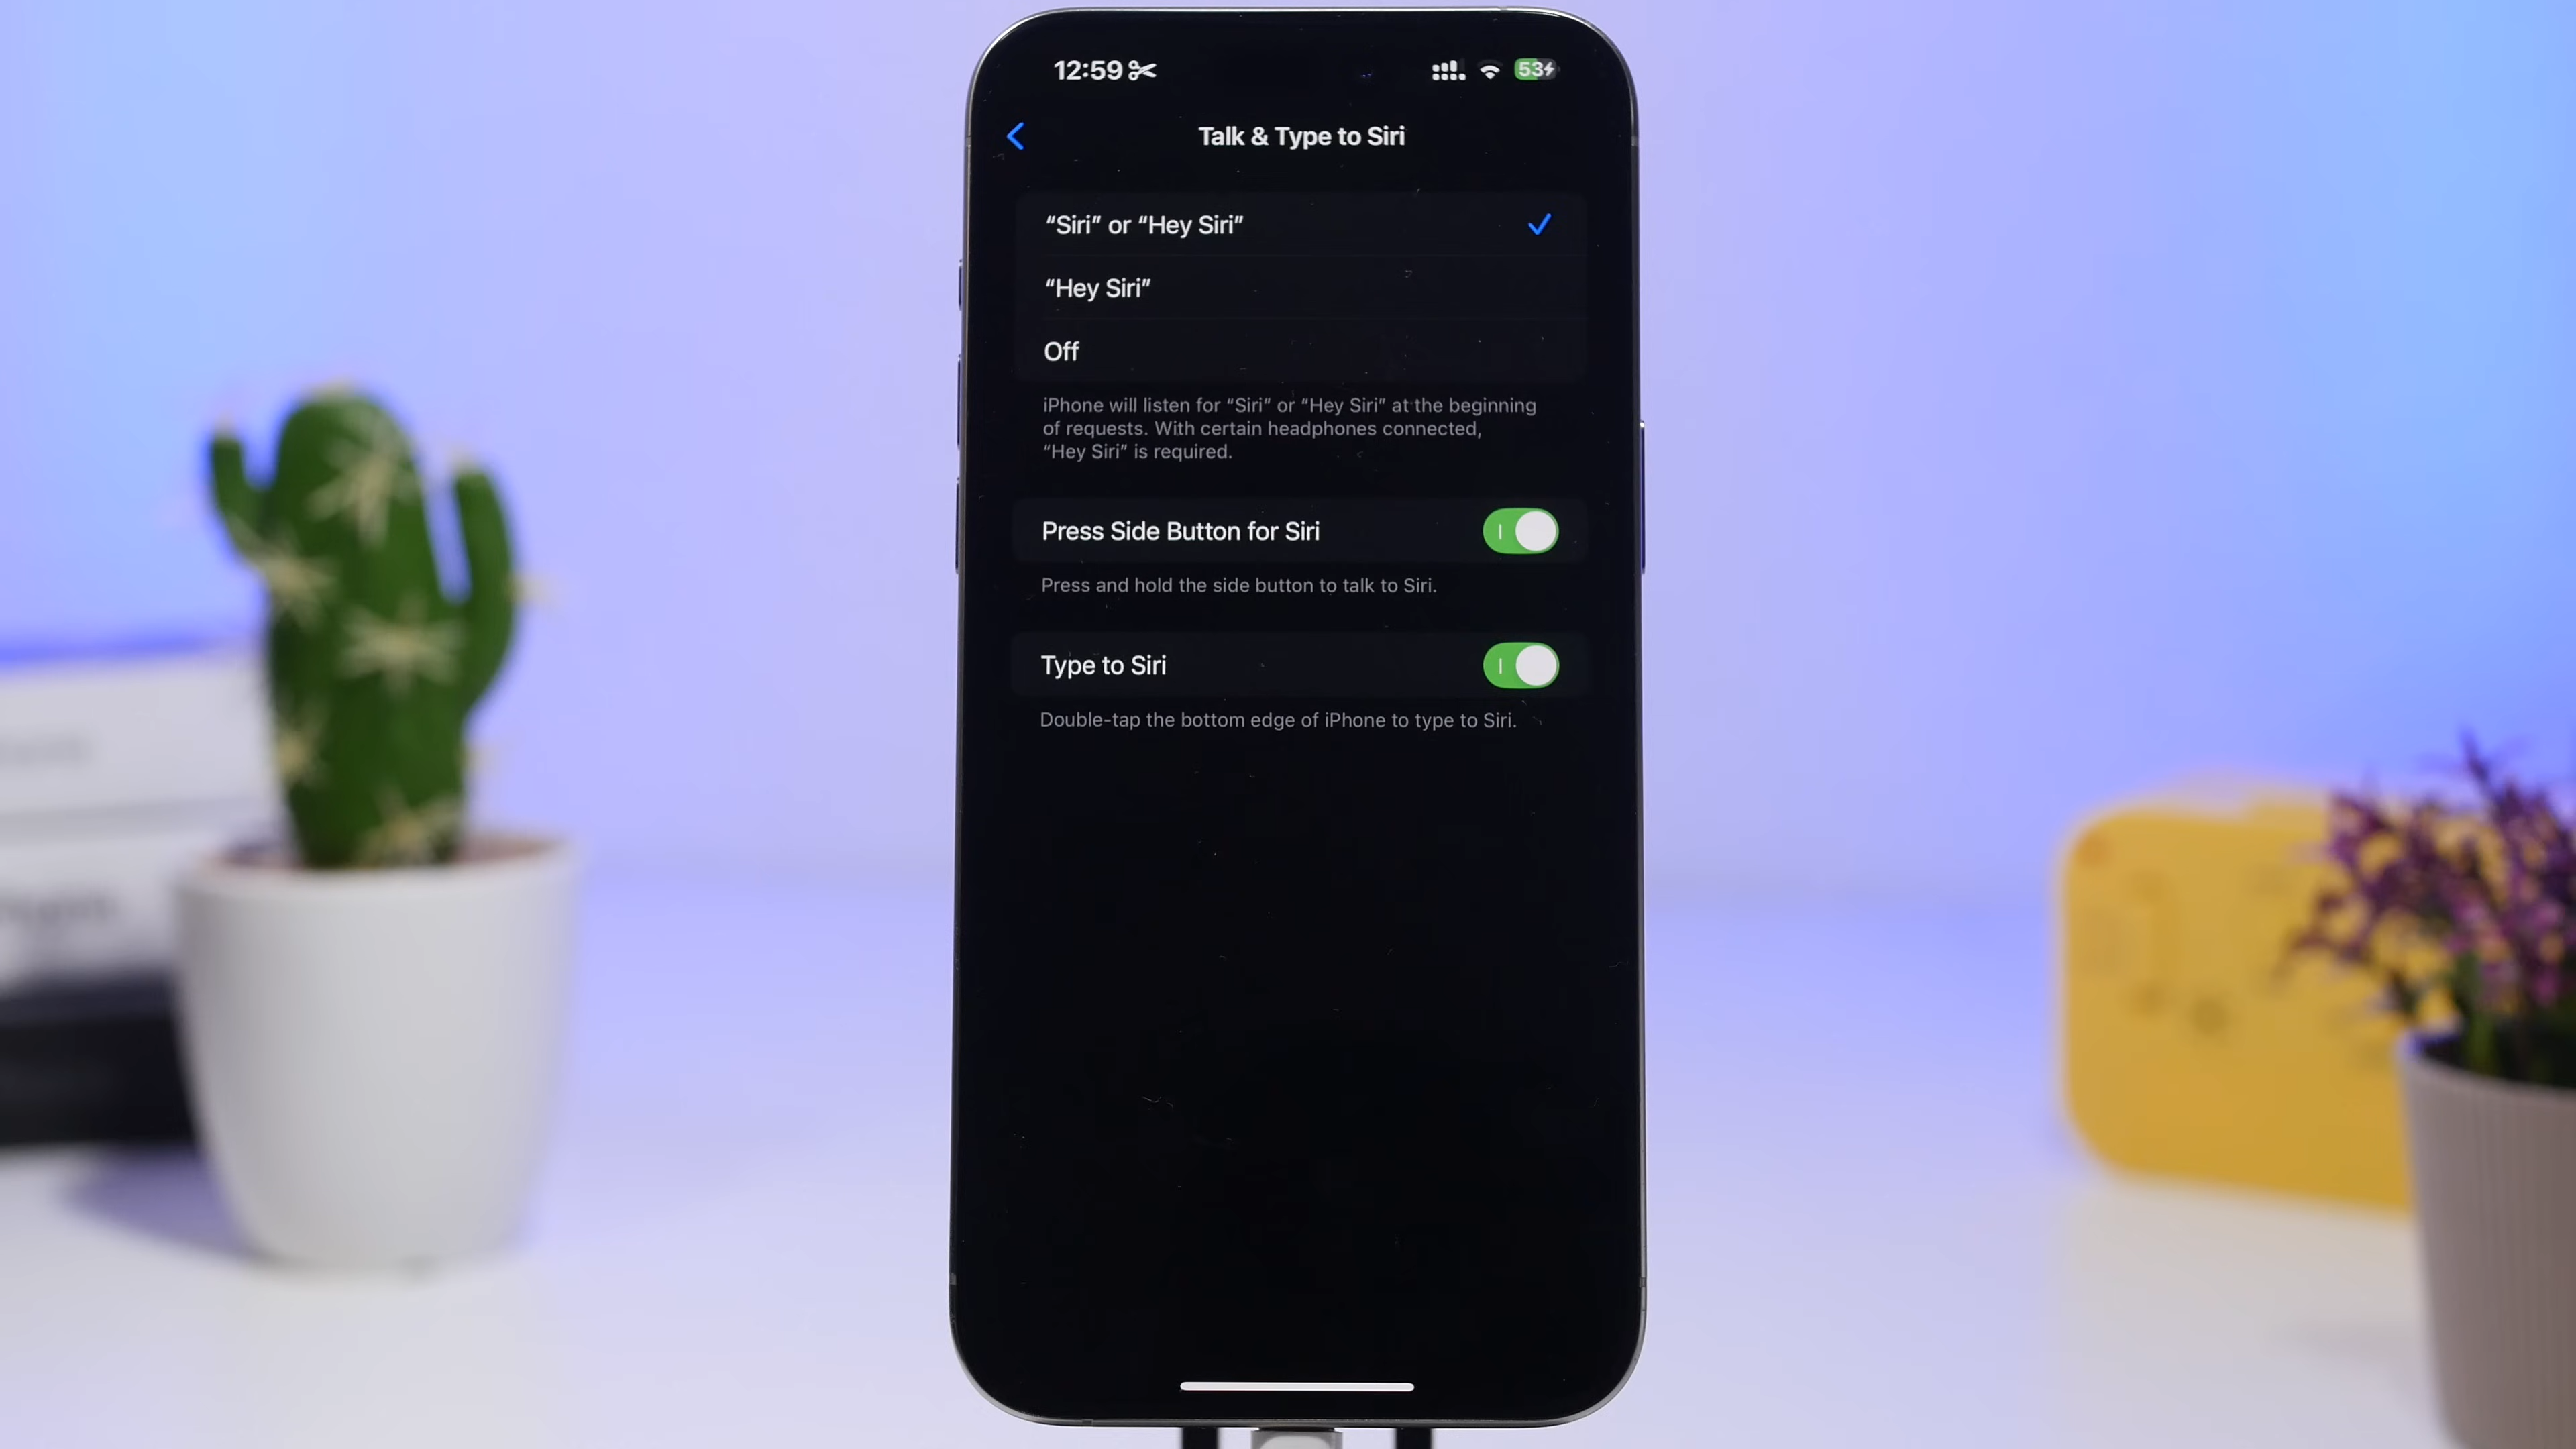 12:59
53
Talk & Type to Siri
“Siri” or “Hey Siri”
“Hey Siri”
Off
iPhone will listen for “Siri” or “Hey Siri” at the beginning
of requests. With certain headphones connected,
“Hey Siri” is required.
Press Side Button for Siri
Press and hold the side button to talk to Siri.
Type to Siri
Double-tap the bottom edge of iPhone to type to Siri.